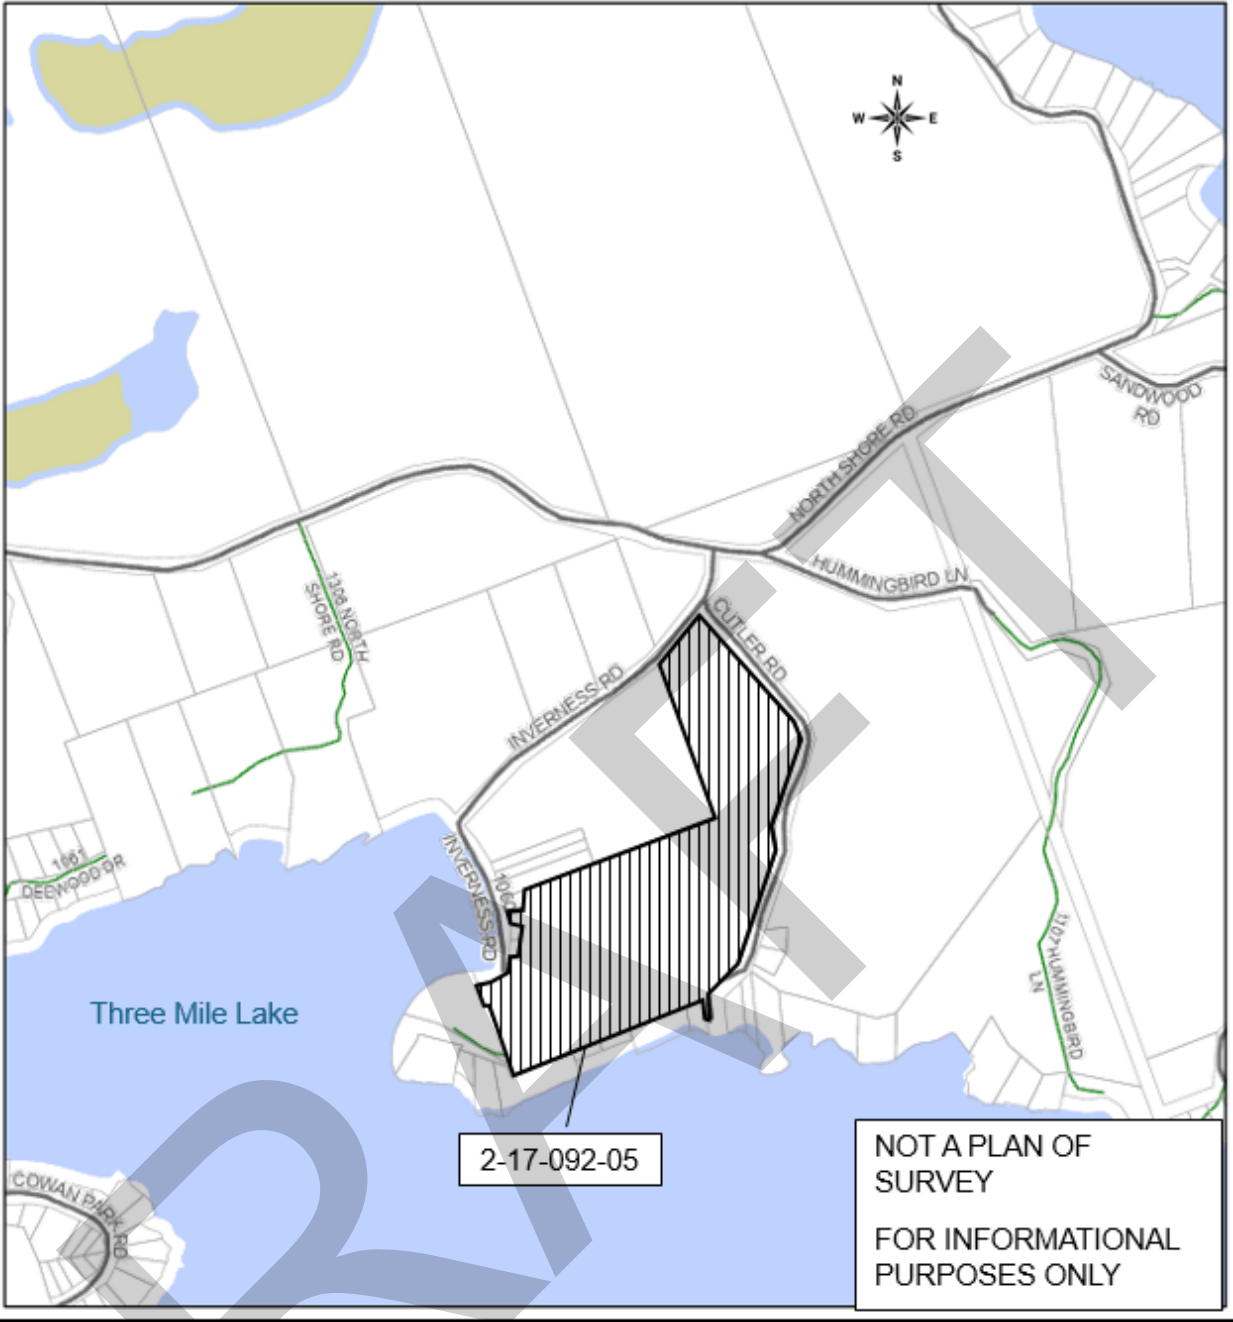 N
W E
S
SANDWOOD
RD
NORTH SHORE RD
HUMMINGBIRD LN
1306 NORTH
SHORE RD
CUTLER RD
INVERNESS RD
INVERNESS RD
1061
DEEWOOD DR
1107 HUMMINGBIRD
LN
Three Mile Lake
2-17-092-05
COWAN PARK RD
NOT A PLAN OF
SURVEY
FOR INFORMATIONAL
PURPOSES ONLY
DRAFT